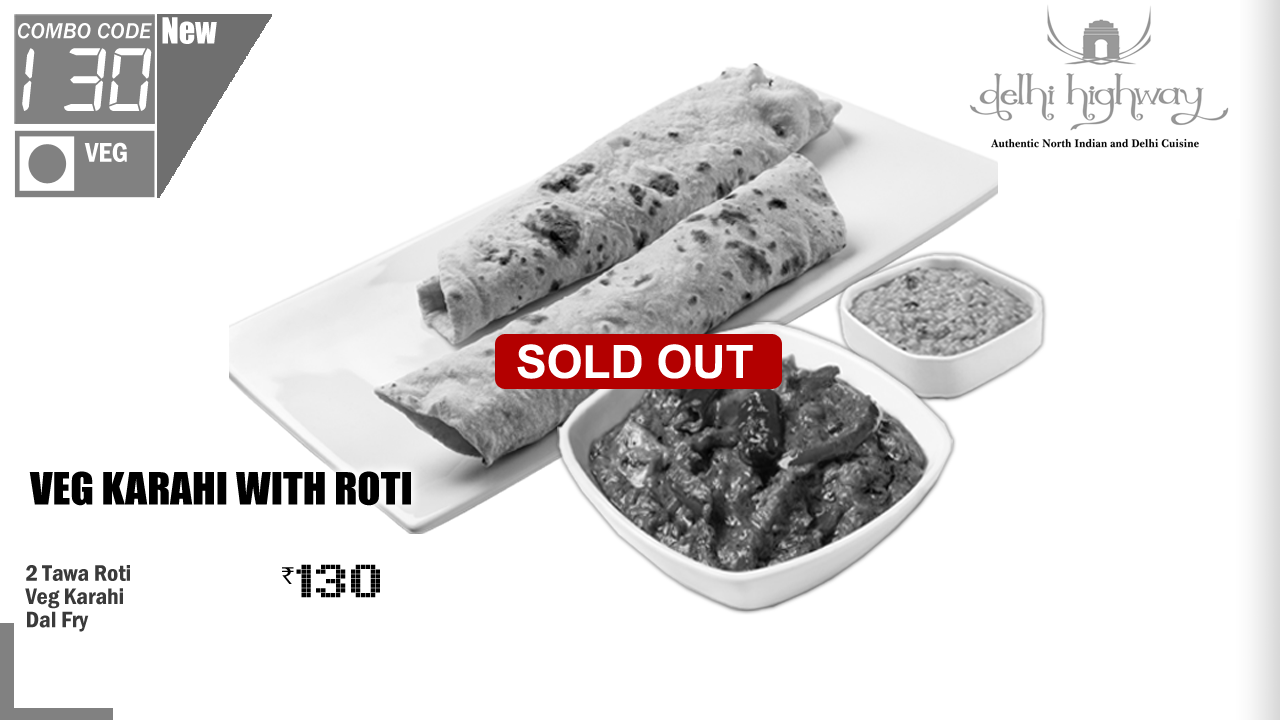 COMBO CODE
130
New
VEG
delhi highway
Authentic North Indian and Delhi Cuisine
SOLD OUT
VEG KARAHI WITH ROTI
2 Tawa Roti
Veg Karahi
Dal Fry
₹130